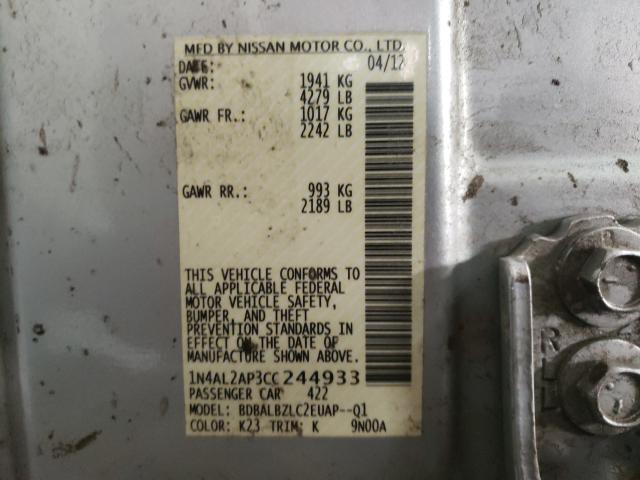 MFD BY NISSAN MOTOR CO., LTD.
DATE: 04/12
GVWR: 1941 KG
4279 LB
GAWR FR.: 1017 KG
2242 LB
GAWR RR.: 993 KG
2189 LB
THIS VEHICLE CONFORMS TO
ALL APPLICABLE FEDERAL
MOTOR VEHICLE SAFETY,
BUMPER, AND THEFT
PREVENTION STANDARDS IN
EFFECT ON THE DATE OF
MANUFACTURE SHOWN ABOVE.
1N4AL2AP3CC244933
PASSENGER CAR 422
MODEL: BDBALBZLC2EUAP--Q1
COLOR: K23 TRIM: K 9N00A
R